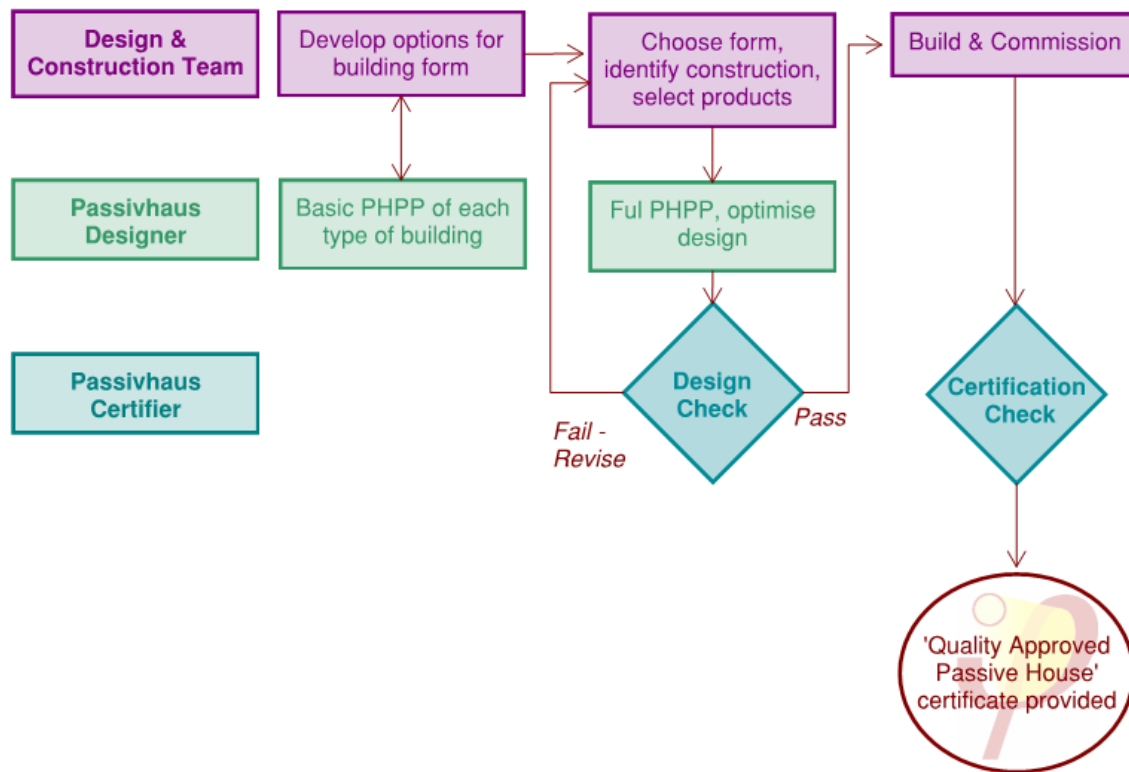 Design &
Construction Team
Develop options for
building form
Choose form,
identify construction,
select products
Build & Commission
Passivhaus
Designer
Basic PHPP of each
type of building
Ful PHPP, optimise
design
Passivhaus
Certifier
Design
Check
Fail -
Revise
Pass
Certification
Check
'Quality Approved
Passive House'
certificate provided